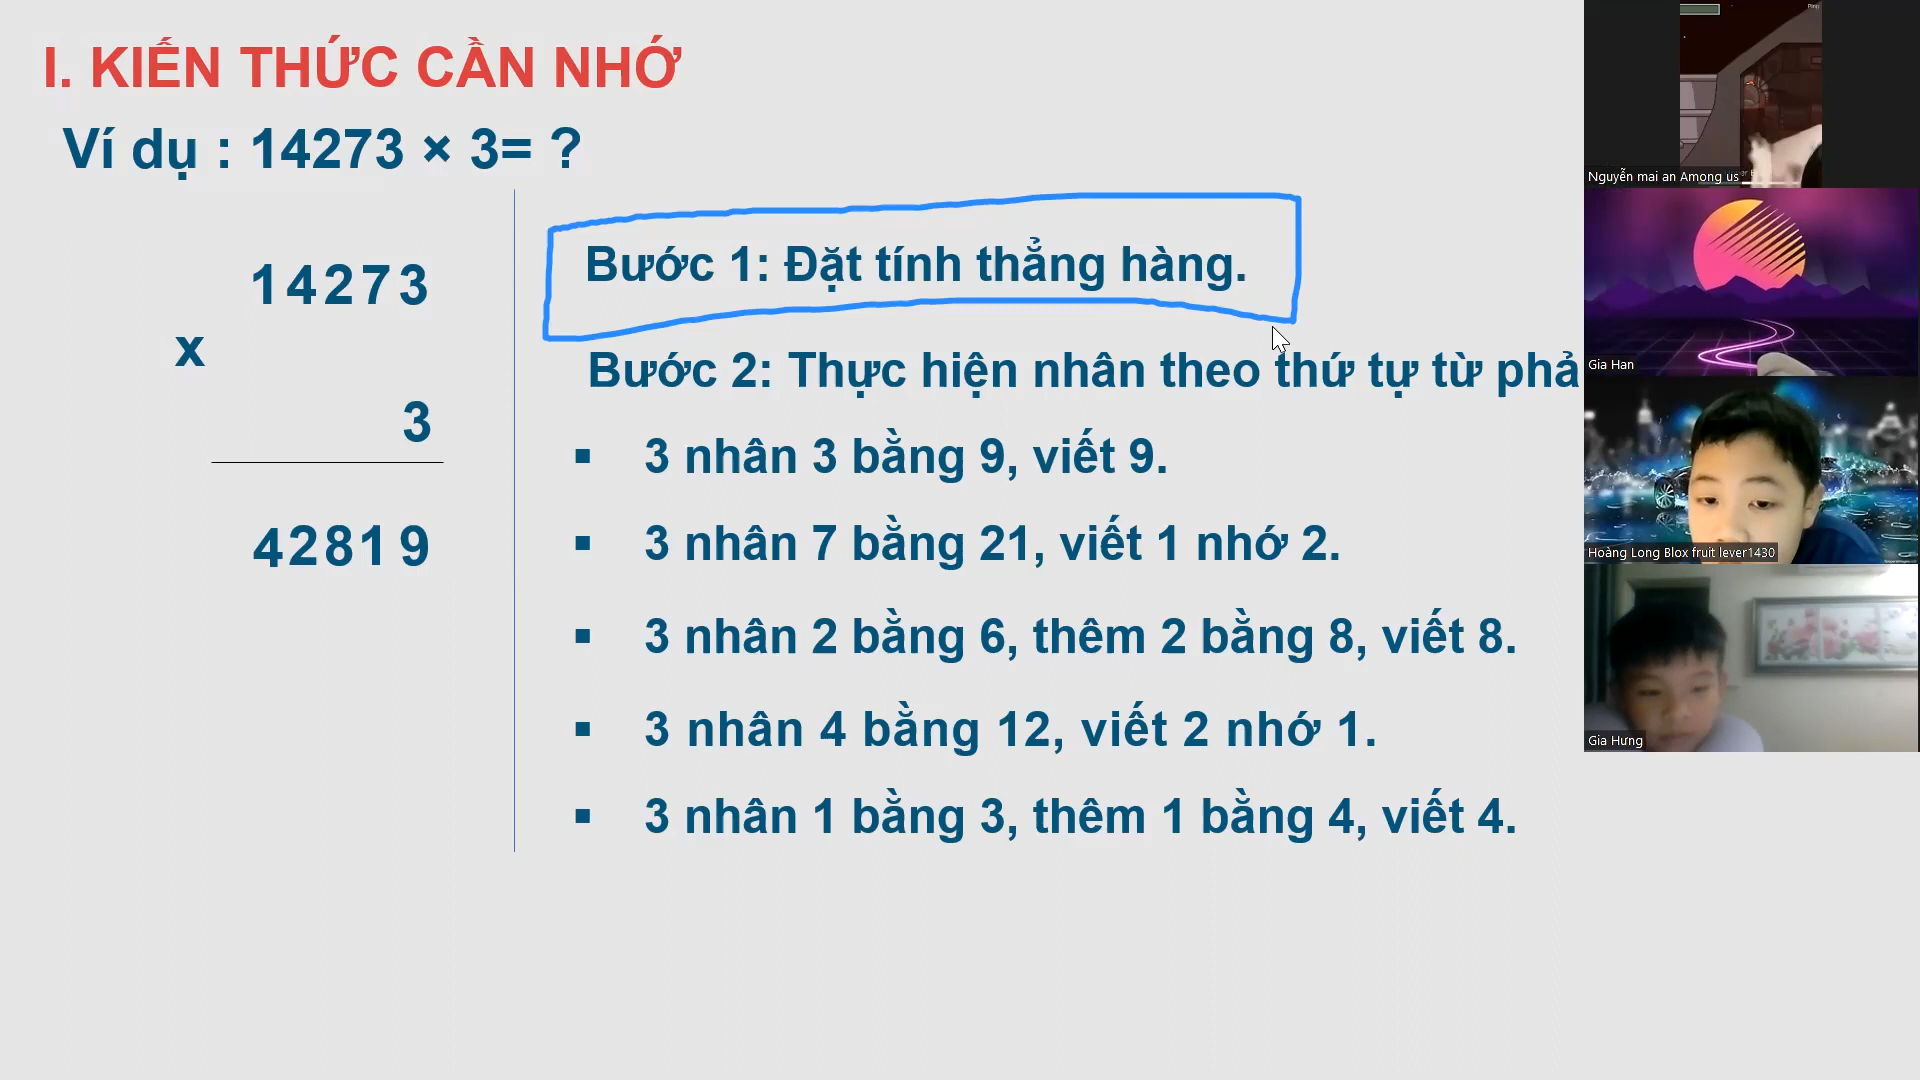 I. KIẾN THỨC CẦN NHỚ
Ví dụ : 14273 × 3= ?
14273
x
3
42819
Bước 1: Đặt tính thẳng hàng.
Bước 2: Thực hiện nhân theo thứ tự từ phả
▪ 3 nhân 3 bằng 9, viết 9.
▪ 3 nhân 7 bằng 21, viết 1 nhớ 2.
▪ 3 nhân 2 bằng 6, thêm 2 bằng 8, viết 8.
▪ 3 nhân 4 bằng 12, viết 2 nhớ 1.
▪ 3 nhân 1 bằng 3, thêm 1 bằng 4, viết 4.
Nguyễn mai an Among us
Gia Han
Hoàng Long Blox fruit lever1430
Gia Hưng